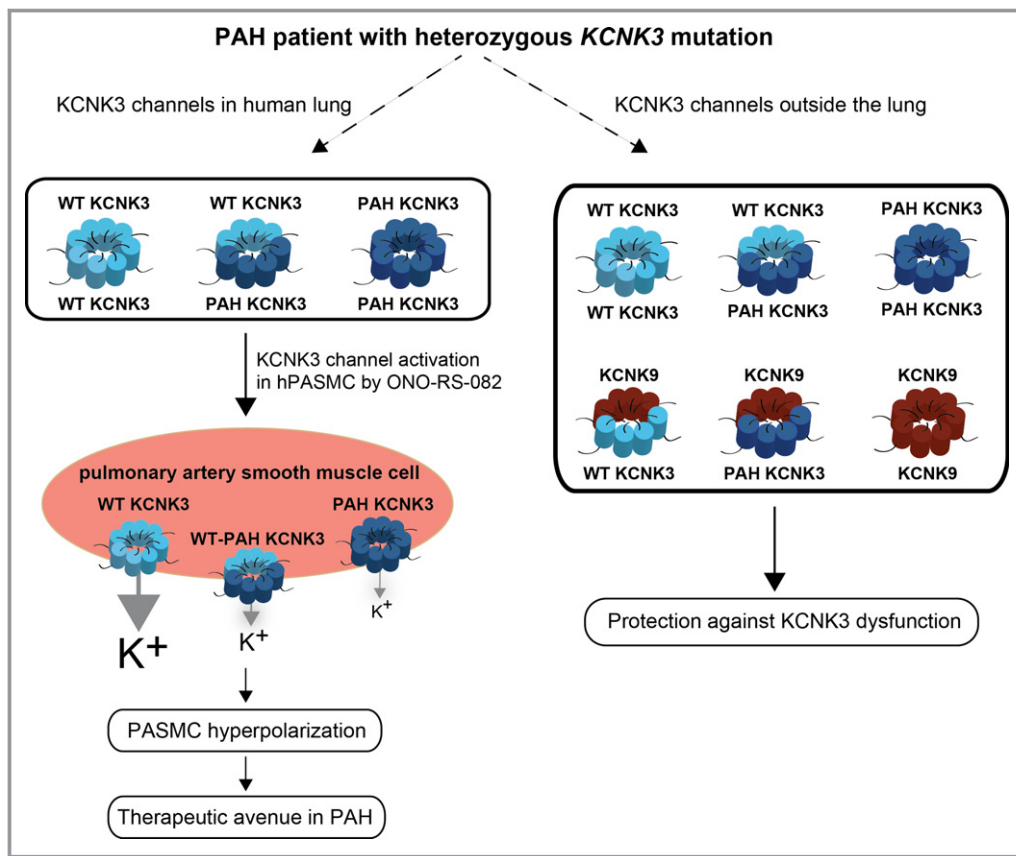 PAH patient with heterozygous KCNK3 mutation
KCNK3 channels in human lung
KCNK3 channels outside the lung
WT KCNK3 WT KCNK3 PAH KCNK3
WT KCNK3 PAH KCNK3 PAH KCNK3
KCNK3 channel activation
in hPASMC by ONO-RS-082
pulmonary artery smooth muscle cell
WT KCNK3
WT-PAH KCNK3
PAH KCNK3
K+
K+
K+
PASMC hyperpolarization
Therapeutic avenue in PAH
WT KCNK3 WT KCNK3 PAH KCNK3
WT KCNK3 PAH KCNK3 PAH KCNK3
KCNK9 KCNK9 KCNK9
WT KCNK3 PAH KCNK3 KCNK9
Protection against KCNK3 dysfunction